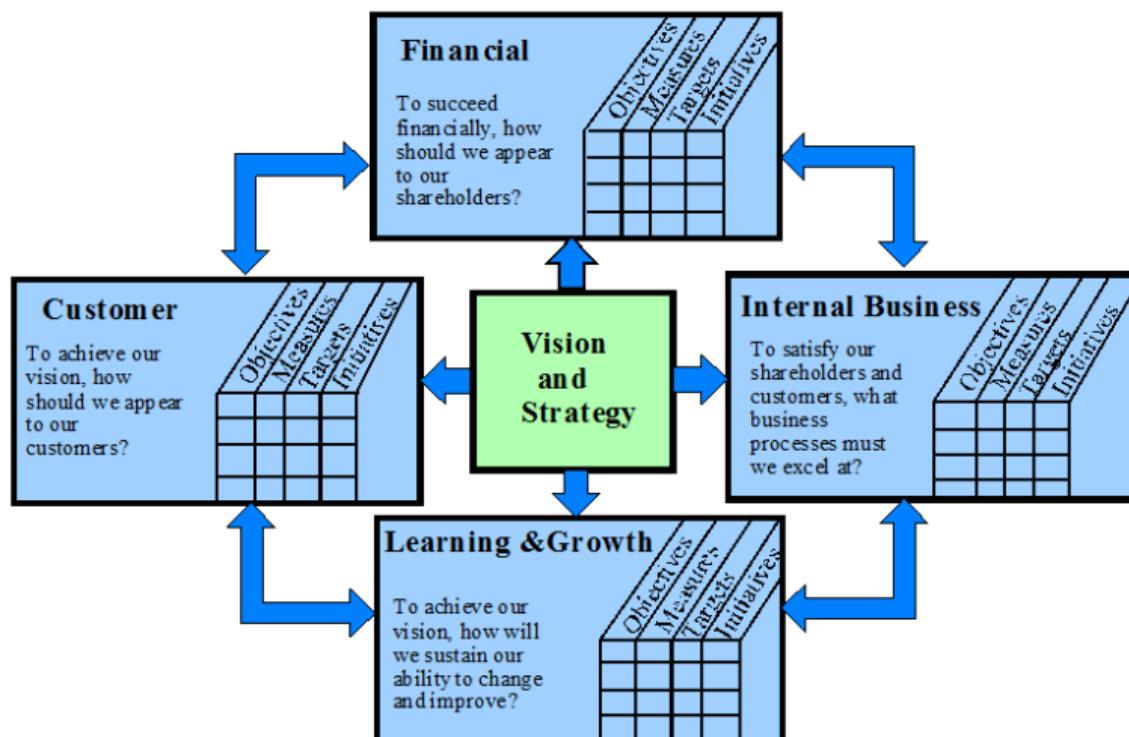 Financial
Objectives
Measures
Targets
Initiatives
To succeed
financially, how
should we appear
to our
shareholders?
Customer
Objectives
Measures
Targets
Initiatives
To achieve our
vision, how
should we appear
to our
customers?
Vision
and
Strategy
Internal Business
Objectives
Measures
Targets
Initiatives
To satisfy our
shareholders and
customers, what
business
processes must
we excel at?
Learning &Growth
Objectives
Measures
Targets
Initiatives
To achieve our
vision, how will
we sustain our
ability to change
and improve?